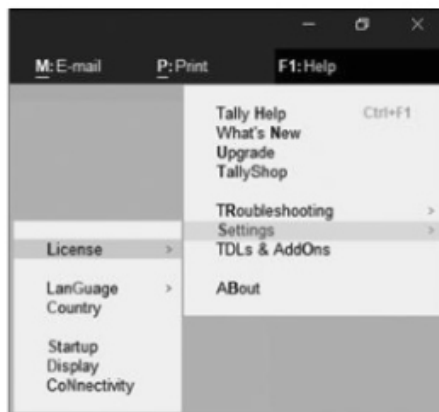 M: E-mail P: Print F1: Help
Tally Help Ctrl+F1
What's New
Upgrade
TallyShop
TRoubleshooting >
Settings >
TDLs & AddOns
ABout
License >
LanGuage >
Country
Startup
Display
CoNnectivity